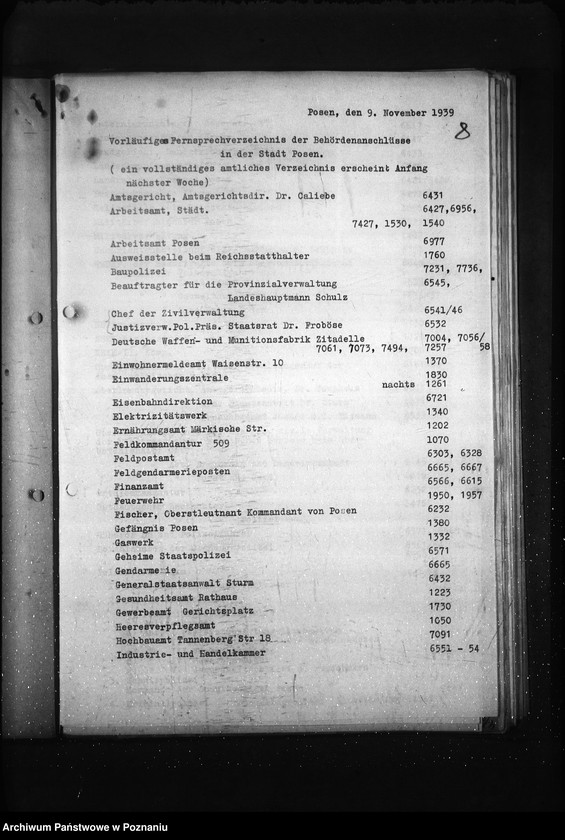 Posen, den 9. November 1939
8
Vorläufiges Fernsprechverzeichnis der Behördenanschlüsse
in der Stadt Posen.
( ein vollständiges amtliches Verzeichnis erscheint Anfang
nächster Woche)
Amtsgericht, Amtsgerichtsdir. Dr. Caliebe 6431
Arbeitsamt, Städt. 6427,6956,
7427, 1530, 1540
Arbeitsamt Posen 6977
Ausweisstelle beim Reichsstatthalter 1760
Baupolizei 7231, 7736,
Beauftragter für die Provinzialverwaltung 6545,
Landeshauptmann Schulz
Chef der Zivilverwaltung 6541/46
Justizverw.Pol.Präs. Staatsrat Dr. Froböse 6532
Deutsche Waffen- und Munitionsfabrik Zitadelle 7004, 7056/
7061, 7073, 7494, 7257 58
Einwohnermeldeamt Waisenstr. 10 1370
Einwanderungszentrale 1830
nachts 1261
Eisenbahndirektion 6721
Elektrizitätswerk 1340
Ernährungsamt Märkische Str. 1202
Feldkommandantur 509 1070
Feldpostamt 6303, 6328
Feldgendarmerieposten 6665, 6667
Finanzamt 6566, 6615
Feuerwehr 1950, 1957
Fischer, Oberstleutnant Kommandant von Posen 6232
Gefängnis Posen 1380
Gaswerk 1332
Geheime Staatspolizei 6571
Gendarmerie 6665
Generalstaatsanwalt Sturm 6432
Gesundheitsamt Rathaus 1223
Gewerbeamt Gerichtsplatz 1730
Heeresverpflegsamt 1050
Hochbauamt Tannenberg Str 18 7091
Industrie- und Handelkammer 6551 - 54
Archiwum Państwowe w Poznaniu